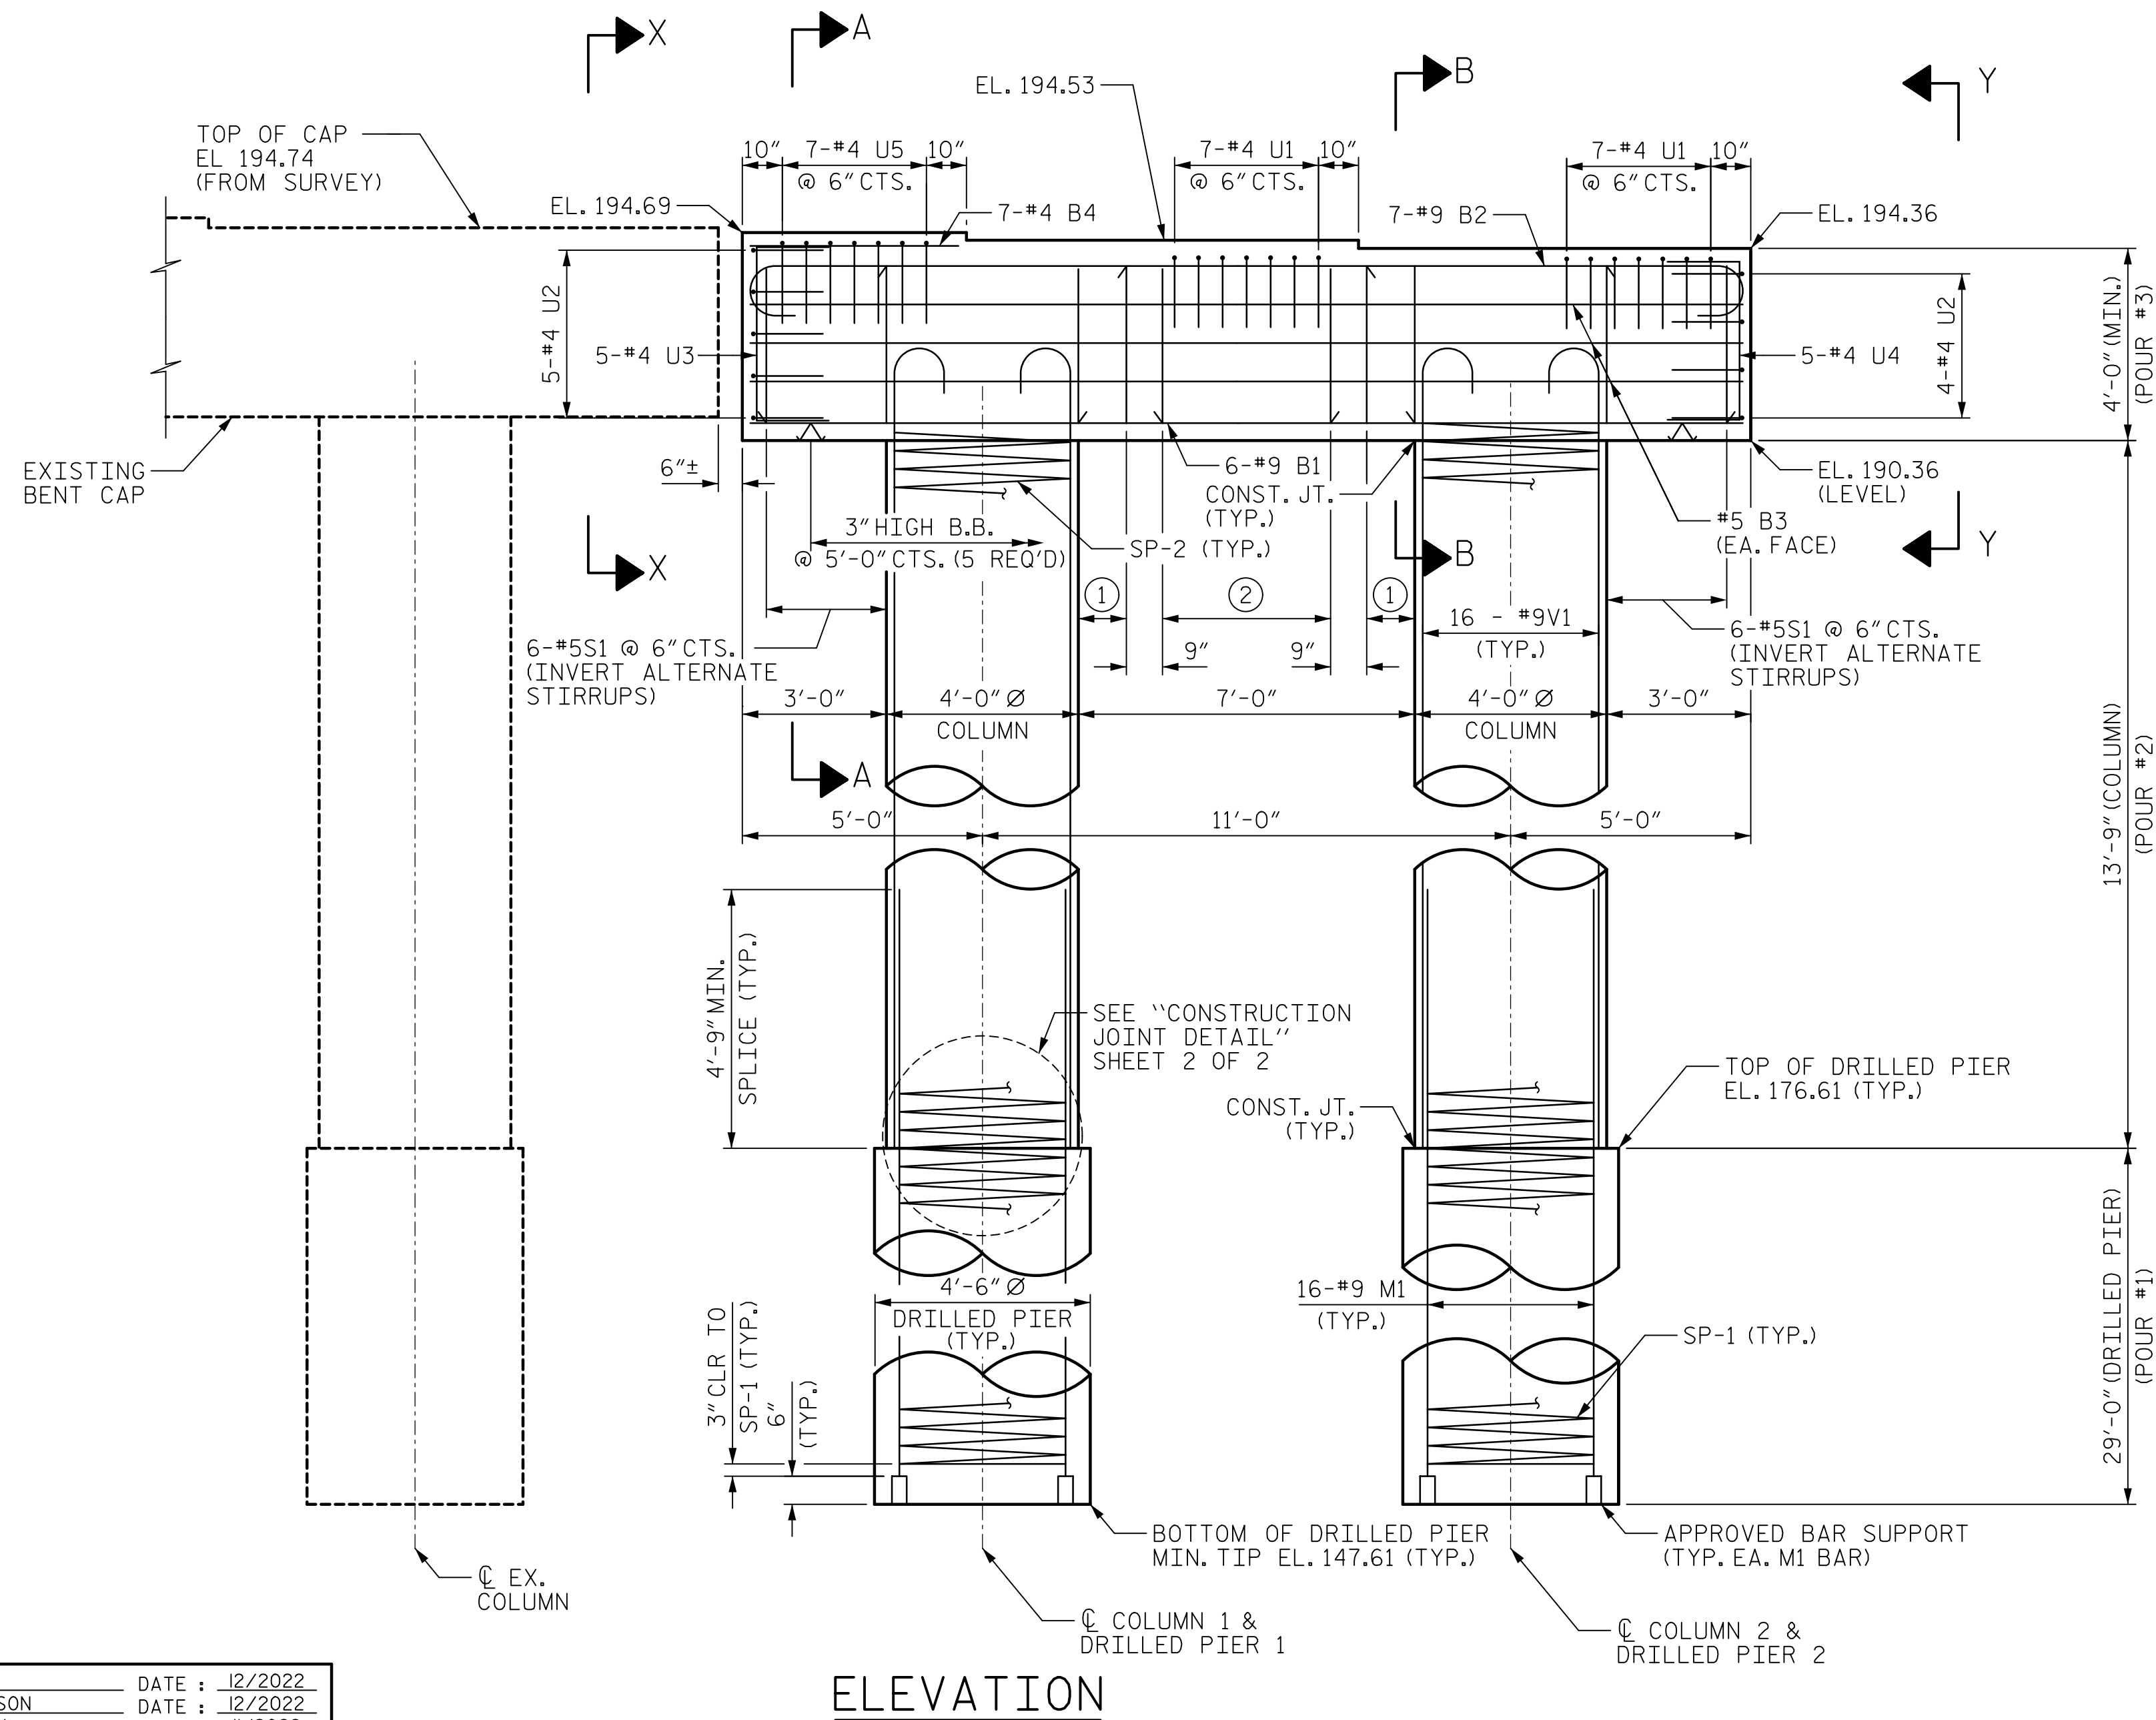 X
A
B
Y
EL. 194.53
TOP OF CAP
EL 194.74
(FROM SURVEY)
10" 7-#4 U5 10"
@ 6" CTS.
7-#4 U1 10"
@ 6" CTS.
7-#4 U1 10"
@ 6" CTS.
EL. 194.69
7-#4 B4
7-#9 B2
EL. 194.36
5-#4 U2
5-#4 U3
5-#4 U4
4-#4 U2
4'-0" (MIN.)
(POUR #3)
EXISTING
BENT CAP
6"±
6-#9 B1
CONST. JT.
(TYP.)
EL. 190.36
(LEVEL)
3" HIGH B.B.
@ 5'-0" CTS. (5 REQ'D)
SP-2 (TYP.)
#5 B3
(EA. FACE)
X
B
Y
1
2
1
6-#5S1 @ 6" CTS.
(INVERT ALTERNATE
STIRRUPS)
9"
9"
16 - #9V1
(TYP.)
6-#5S1 @ 6" CTS.
(INVERT ALTERNATE
STIRRUPS)
3'-0"
4'-0" Ø
COLUMN
7'-0"
4'-0" Ø
COLUMN
3'-0"
A
13'-9" (COLUMN)
(POUR #2)
5'-0"
11'-0"
5'-0"
4'-9" MIN.
SPLICE (TYP.)
SEE "CONSTRUCTION
JOINT DETAIL"
SHEET 2 OF 2
CONST. JT.
(TYP.)
TOP OF DRILLED PIER
EL. 176.61 (TYP.)
4'-6" Ø
DRILLED PIER
(TYP.)
16-#9 M1
(TYP.)
SP-1 (TYP.)
3" CLR TO
SP-1 (TYP.)
6"
(TYP.)
29'-0" (DRILLED PIER)
(POUR #1)
BOTTOM OF DRILLED PIER
MIN. TIP EL. 147.61 (TYP.)
APPROVED BAR SUPPORT
(TYP. EA. M1 BAR)
℄ EX.
COLUMN
℄ COLUMN 1 &
DRILLED PIER 1
℄ COLUMN 2 &
DRILLED PIER 2
DATE : 12/2022
SON DATE : 12/2022
ELEVATION